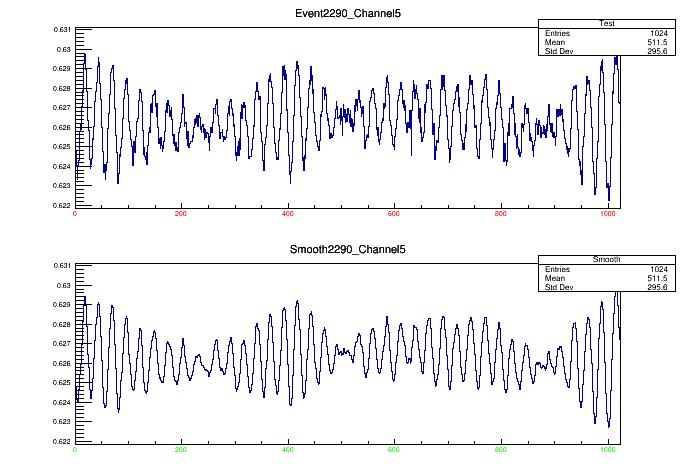 Event2290_Channel5
Test
Entries 1024
Mean 511.5
Std Dev 295.6
0.631
0.63
0.629
0.628
0.627
0.626
0.625
0.624
0.623
0.622
0 200 400 600 800 1000
Smooth2290_Channel5
Smooth
Entries 1024
Mean 511.5
Std Dev 295.6
0.631
0.63
0.629
0.628
0.627
0.626
0.625
0.624
0.623
0.622
0 200 400 600 800 1000